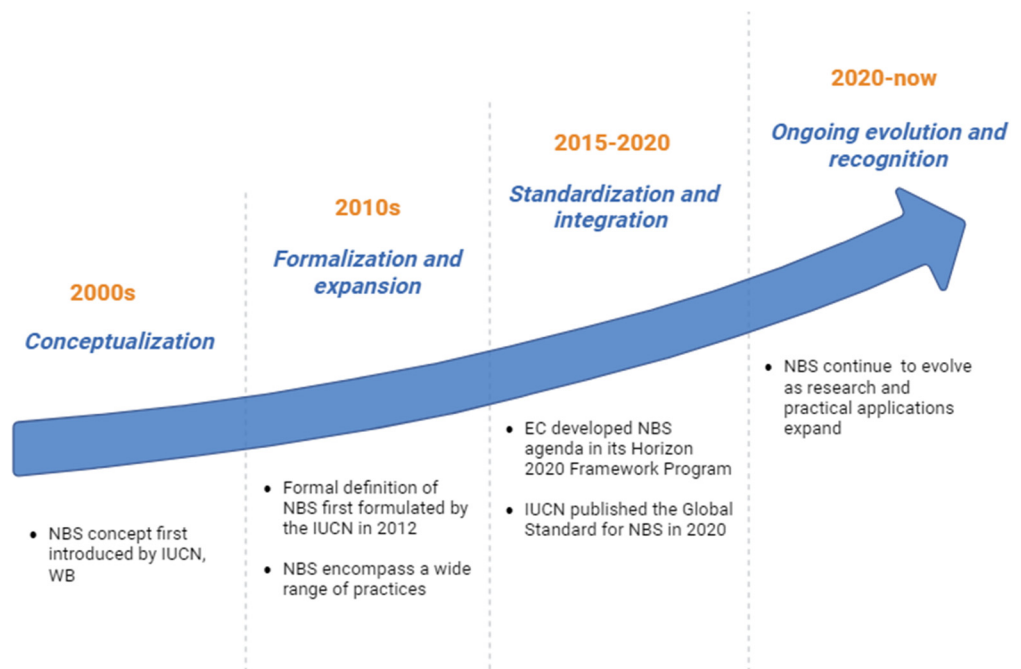 2000s
Conceptualization
• NBS concept first
introduced by IUCN,
WB
2010s
Formalization and
expansion
• Formal definition of
NBS first formulated by
the IUCN in 2012
• NBS encompass a wide
range of practices
2015-2020
Standardization and
integration
• EC developed NBS
agenda in its Horizon
2020 Framework Program
• IUCN published the Global
Standard for NBS in 2020
2020-now
Ongoing evolution and
recognition
• NBS continue to evolve
as research and
practical applications
expand